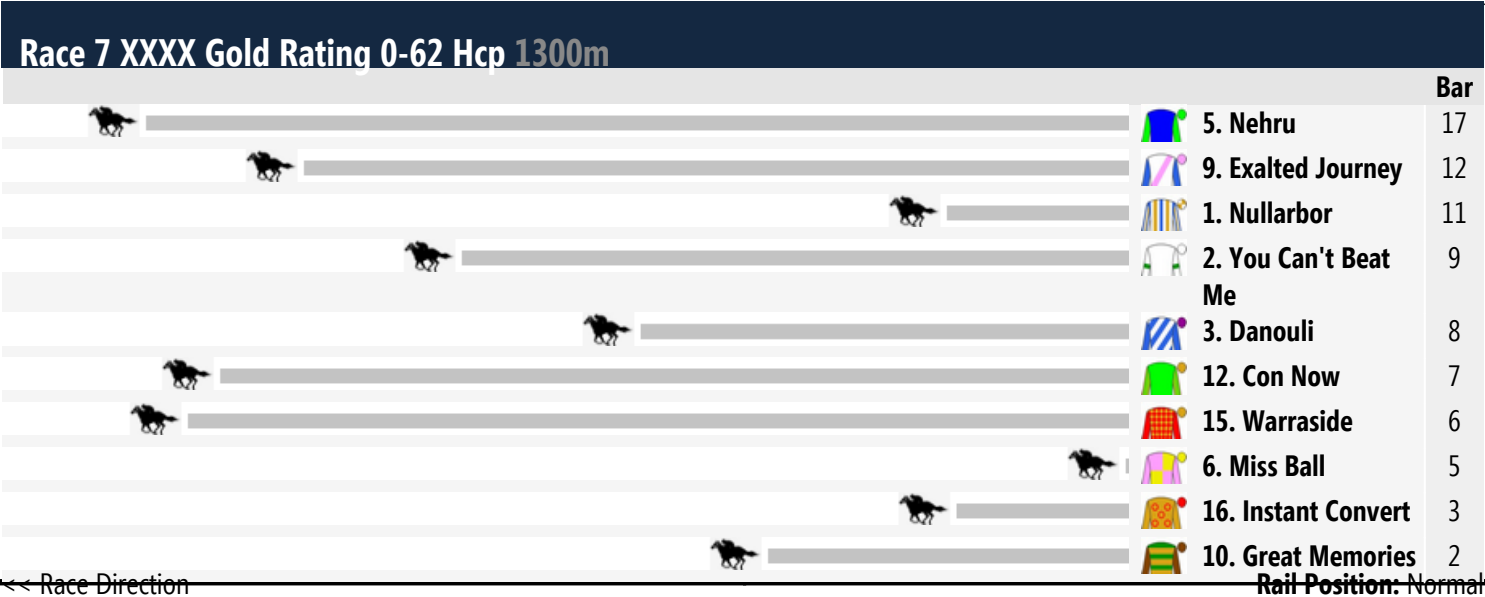 Race 7 XXXX Gold Rating 0-62 Hcp 1300m
Bar
5. Nehru 17
9. Exalted Journey 12
1. Nullarbor 11
2. You Can't Beat 9
Me
3. Danouli 8
12. Con Now 7
15. Warraside 6
6. Miss Ball 5
16. Instant Convert 3
10. Great Memories 2
<< Race Direction Rail Position: Normal